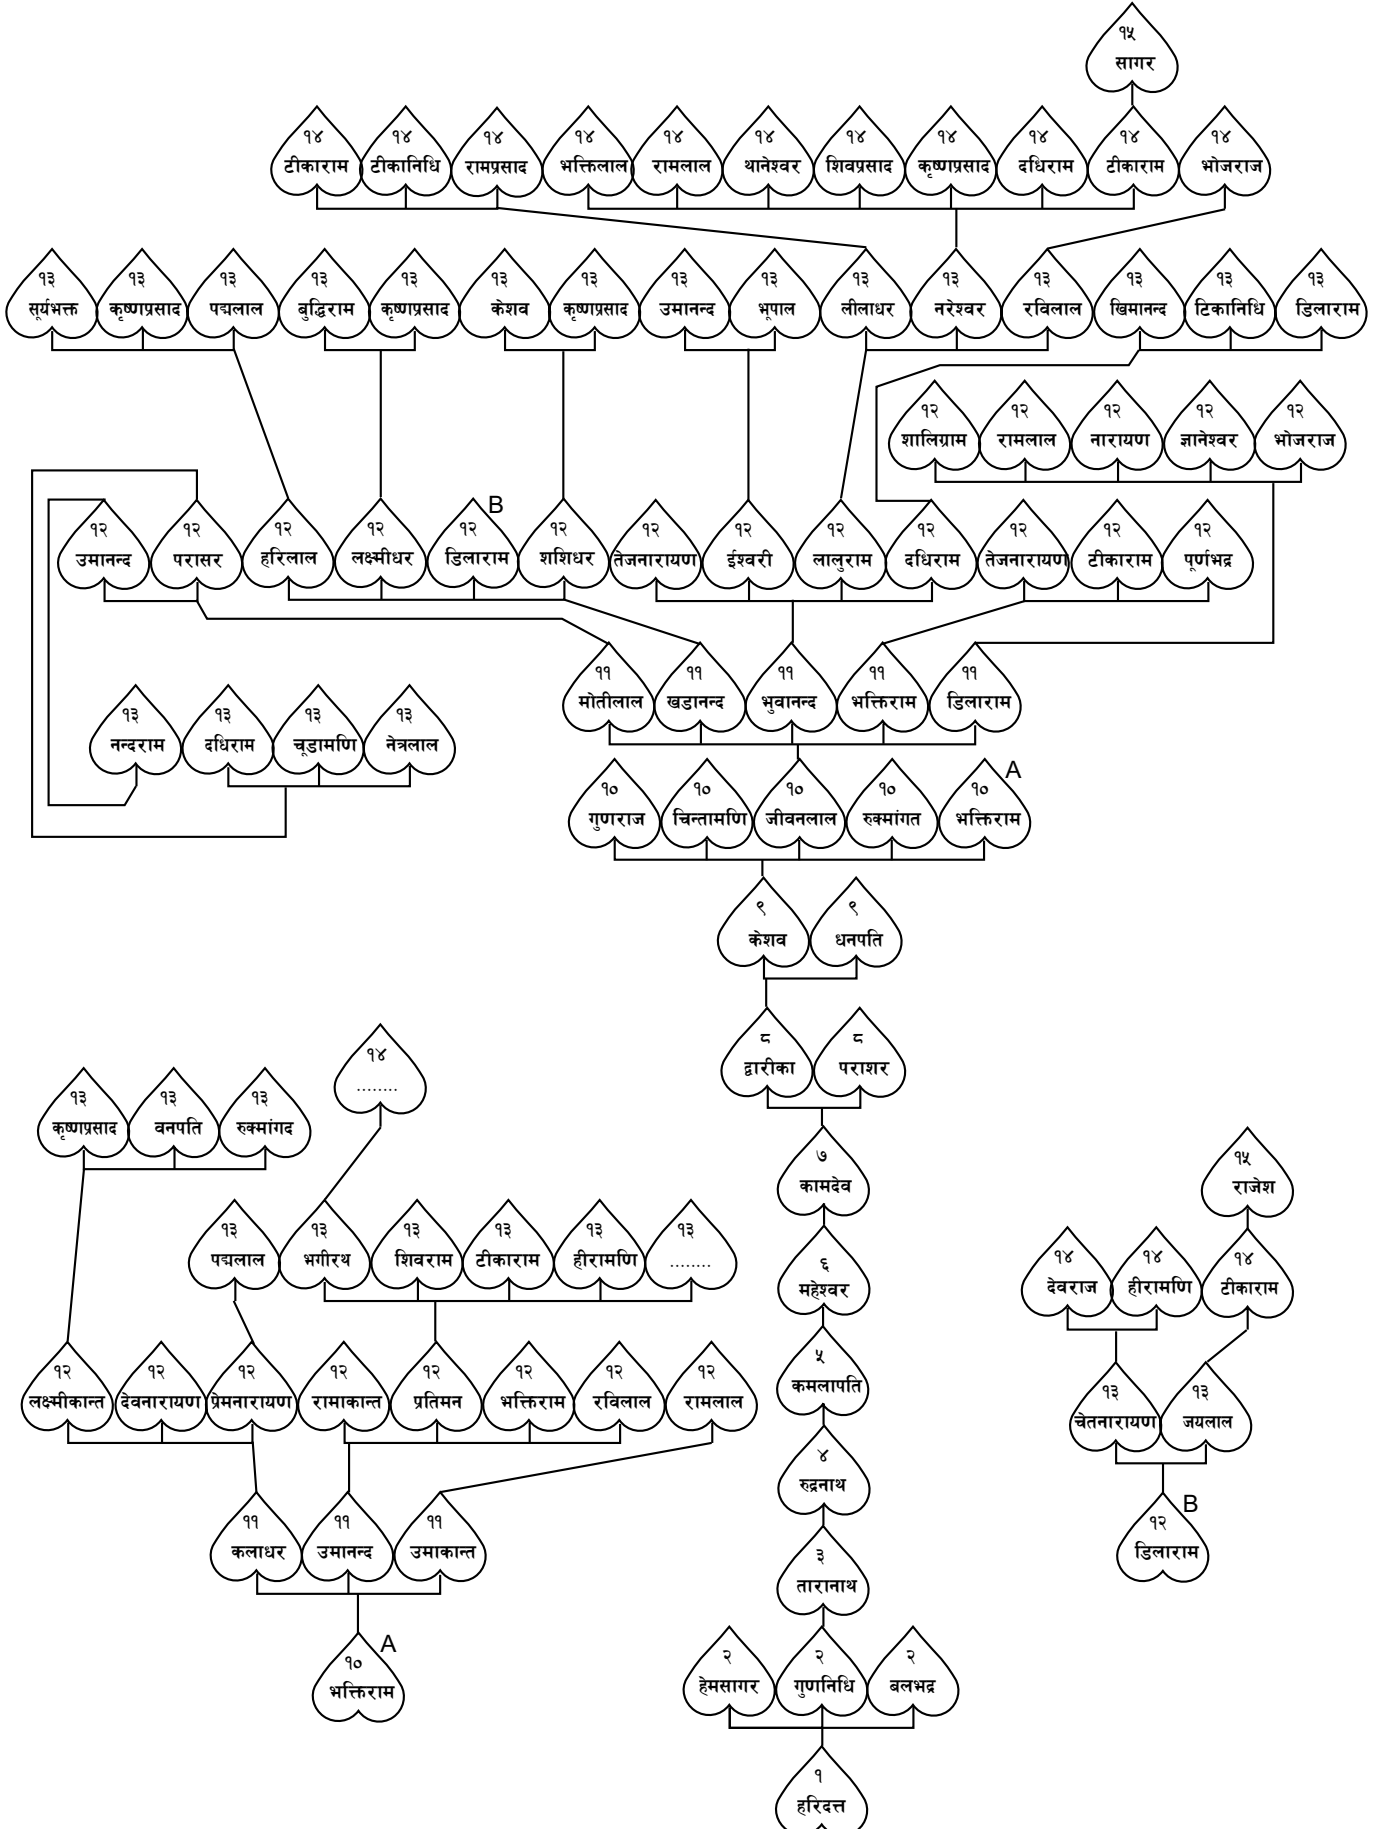 १५
सागर
१४ १४ १४ १४ १४ १४ १४ १४ १४ १४ १४
टीकाराम टीकानिधि रामप्रसाद भक्तिलाल रामलाल थानेश्वर शिवप्रसाद कृष्णप्रसाद दधिराम टीकाराम भोजराज
१३ १३ १३ १३ १३ १३ १३ १३ १३ १३ १३ १३ १३ १३ १३
सूर्यभक्त कृष्णप्रसाद पद्मलाल बुद्धिराम कृष्णप्रसाद केशव कृष्णप्रसाद उमानन्द भूपाल लीलाधर नरेश्वर रविलाल खिमानन्द टिकानिधि डिलाराम
१२ १२ १२ १२ १२
शालिग्राम रामलाल नारायण ज्ञानेश्वर भोजराज
B
१२ १२ १२ १२ १२ १२ १२ १२ १२ १२ १२ १२ १२
उमानन्द परासर हरिलाल लक्ष्मीधर डिलाराम शशिधर तेजनारायण ईश्वरी लालुराम दधिराम तेजनारायण टीकाराम पूर्णभद्र
११ ११ ११ ११ ११
मोतीलाल खडानन्द भुवानन्द भक्तिराम डिलाराम
१३ १३ १३ १३
नन्दराम दधिराम चूडामणि नेत्रलाल
A
१० १० १० १० १०
गुणराज चिन्तामणि जीवनलाल रुक्मांगत भक्तिराम
९ ९
केशव धनपति
८ ८
द्वारीका पराशर
१४
........
१३ १३ १३
कृष्णप्रसाद वनपति रुक्मांगद
७
कामदेव
१५
राजेश
१३ १३ १३ १३ १३ १३
पद्मलाल भगीरथ शिवराम टीकाराम हीरामणि ........
६
महेश्वर
१४ १४ १४
देवराज हीरामणि टीकाराम
१२ १२ १२ १२ १२ १२ १२ १२
लक्ष्मीकान्त देवनारायण प्रेमनारायण रामाकान्त प्रतिमन भक्तिराम रविलाल रामलाल
५
कमलापति
१३ १३
चेतनारायण जयलाल
४
रुद्रनाथ
B
१२
डिलाराम
११ ११ ११
कलाधर उमानन्द उमाकान्त
३
तारानाथ
A
१०
भक्तिराम
२ २ २
हेमसागर गुणनिधि बलभद्र
१
हरिदत्त